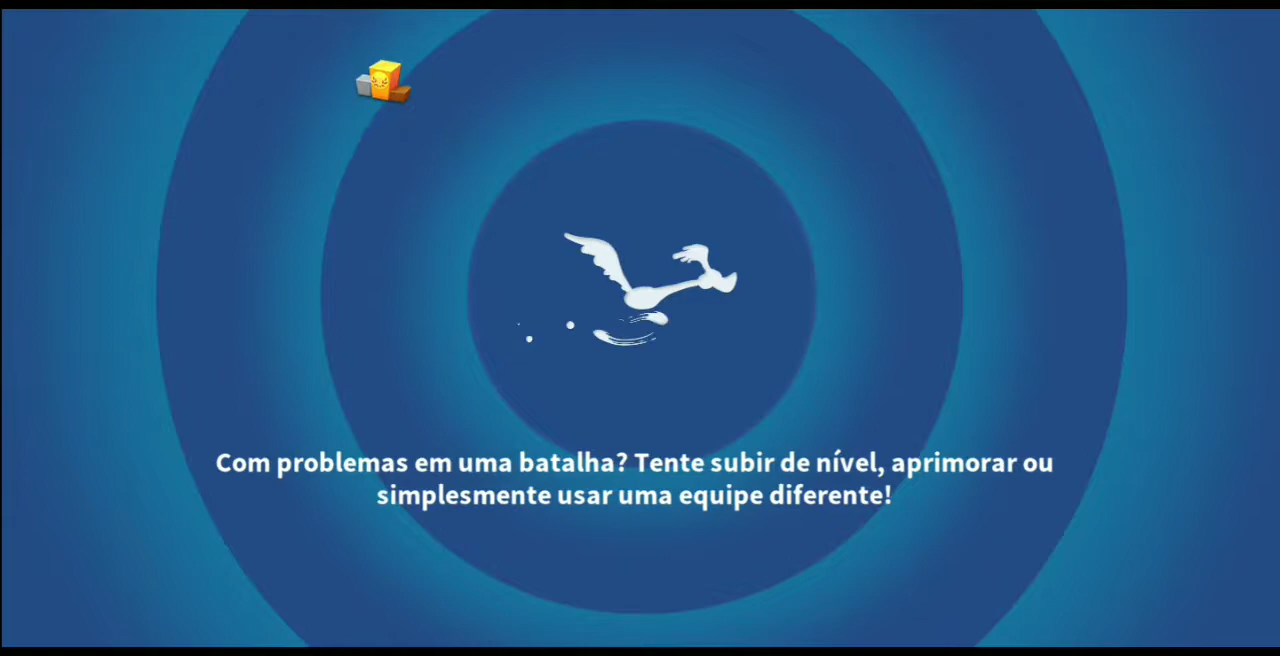 Com problemas em uma batalha? Tente subir de nível, aprimorar ou
simplesmente usar uma equipe diferente!